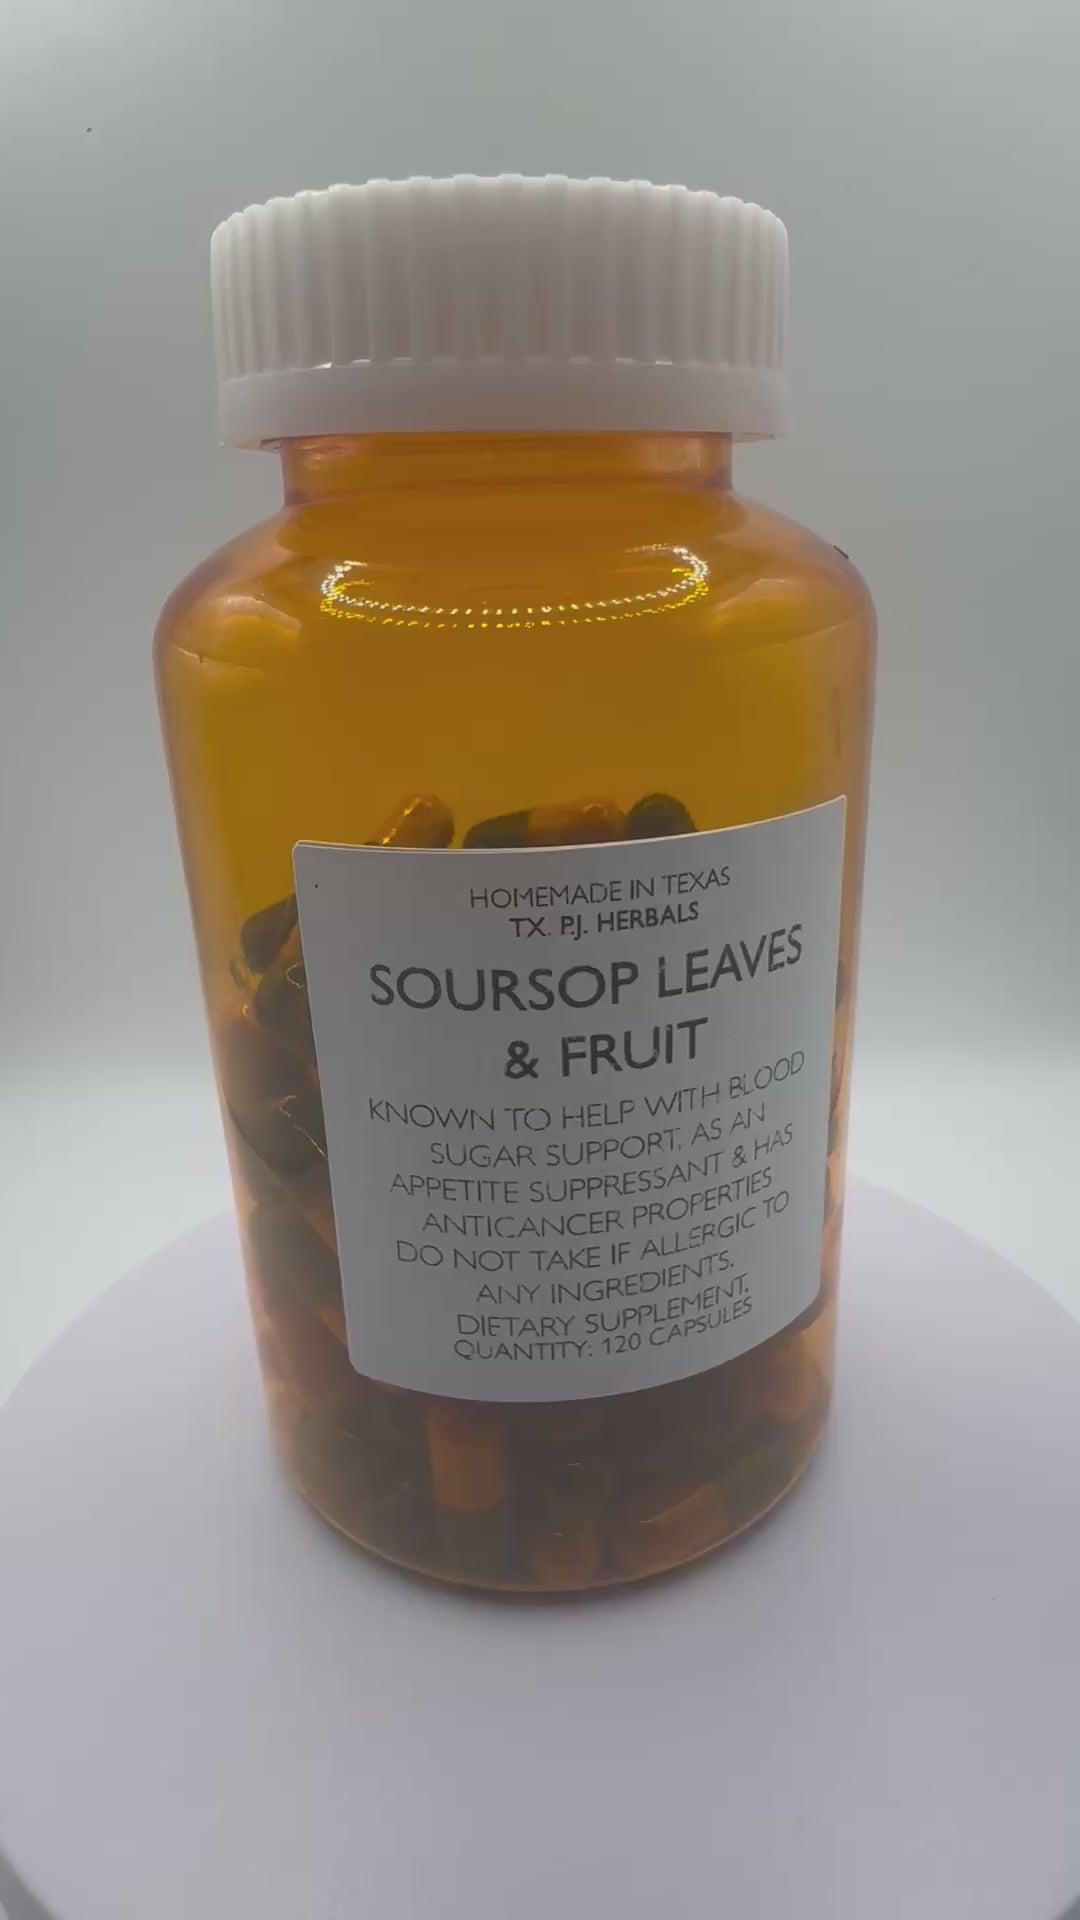 HOMEMADE IN TEXAS
TX. P.J. HERBALS
SOURSOP LEAVES
& FRUIT
KNOWN TO HELP WITH BLOOD
SUGAR SUPPORT, AS AN
APPETITE SUPPRESSANT & HAS
ANTICANCER PROPERTIES
DO NOT TAKE IF ALLERGIC TO
ANY INGREDIENTS.
DIETARY SUPPLEMENT.
QUANTITY: 120 CAPSULES